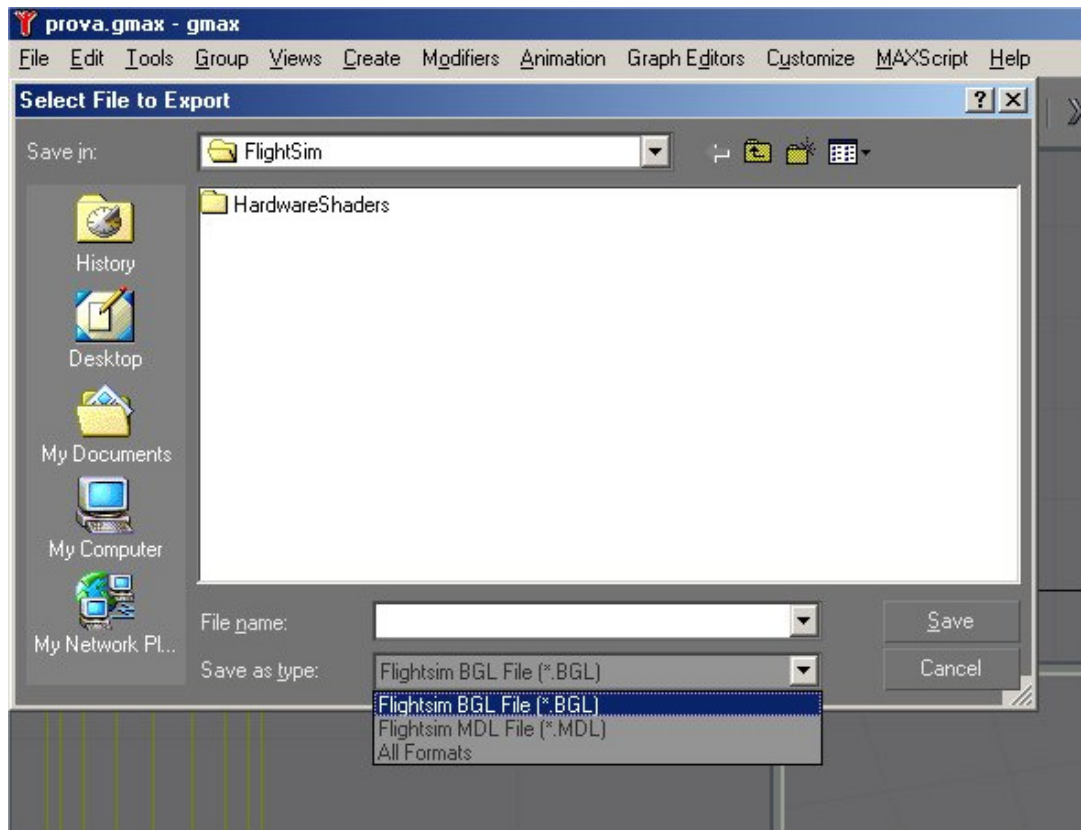 prova.gmax - gmax
File Edit Tools Group Views Create Modifiers Animation Graph Editors Customize MAXScript Help
Select File to Export
Save in: FlightSim
HardwareShaders
History
Desktop
My Documents
My Computer
My Network Pl...
File name: Save
Save as type: Flightsim BGL File (*.BGL) Cancel
Flightsim BGL File (*.BGL)
Flightsim MDL File (*.MDL)
All Formats